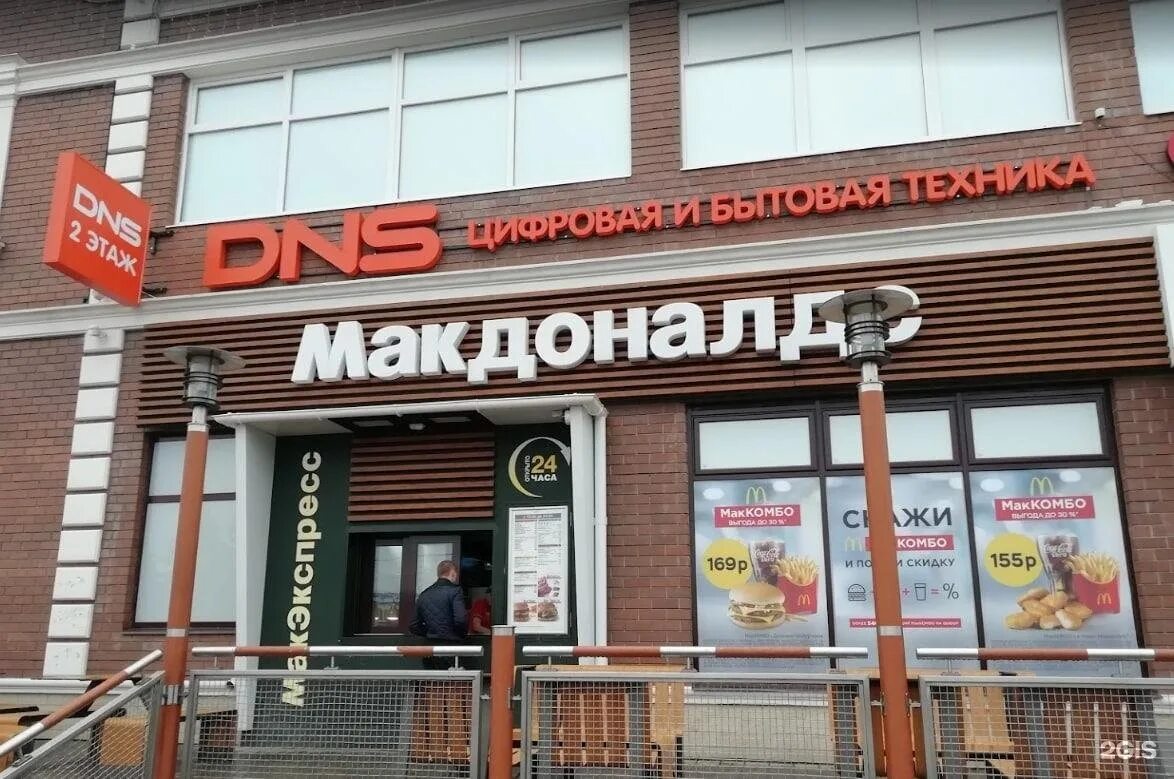 DNS
2 ЭТАЖ
DNS ЦИФРОВАЯ И БЫТОВАЯ ТЕХНИКА
Макдоналдс
макЭкспресс
ОТКРЫТО
24
ЧАСА
МакКОМБО
ВЫГОДА ДО 30 %*
169р
СКАЖИ
КОМБО
И ПОЛУЧИ СКИДКУ
+ + = %
МакКОМБО
ВЫГОДА ДО 30 %*
155р
2GIS